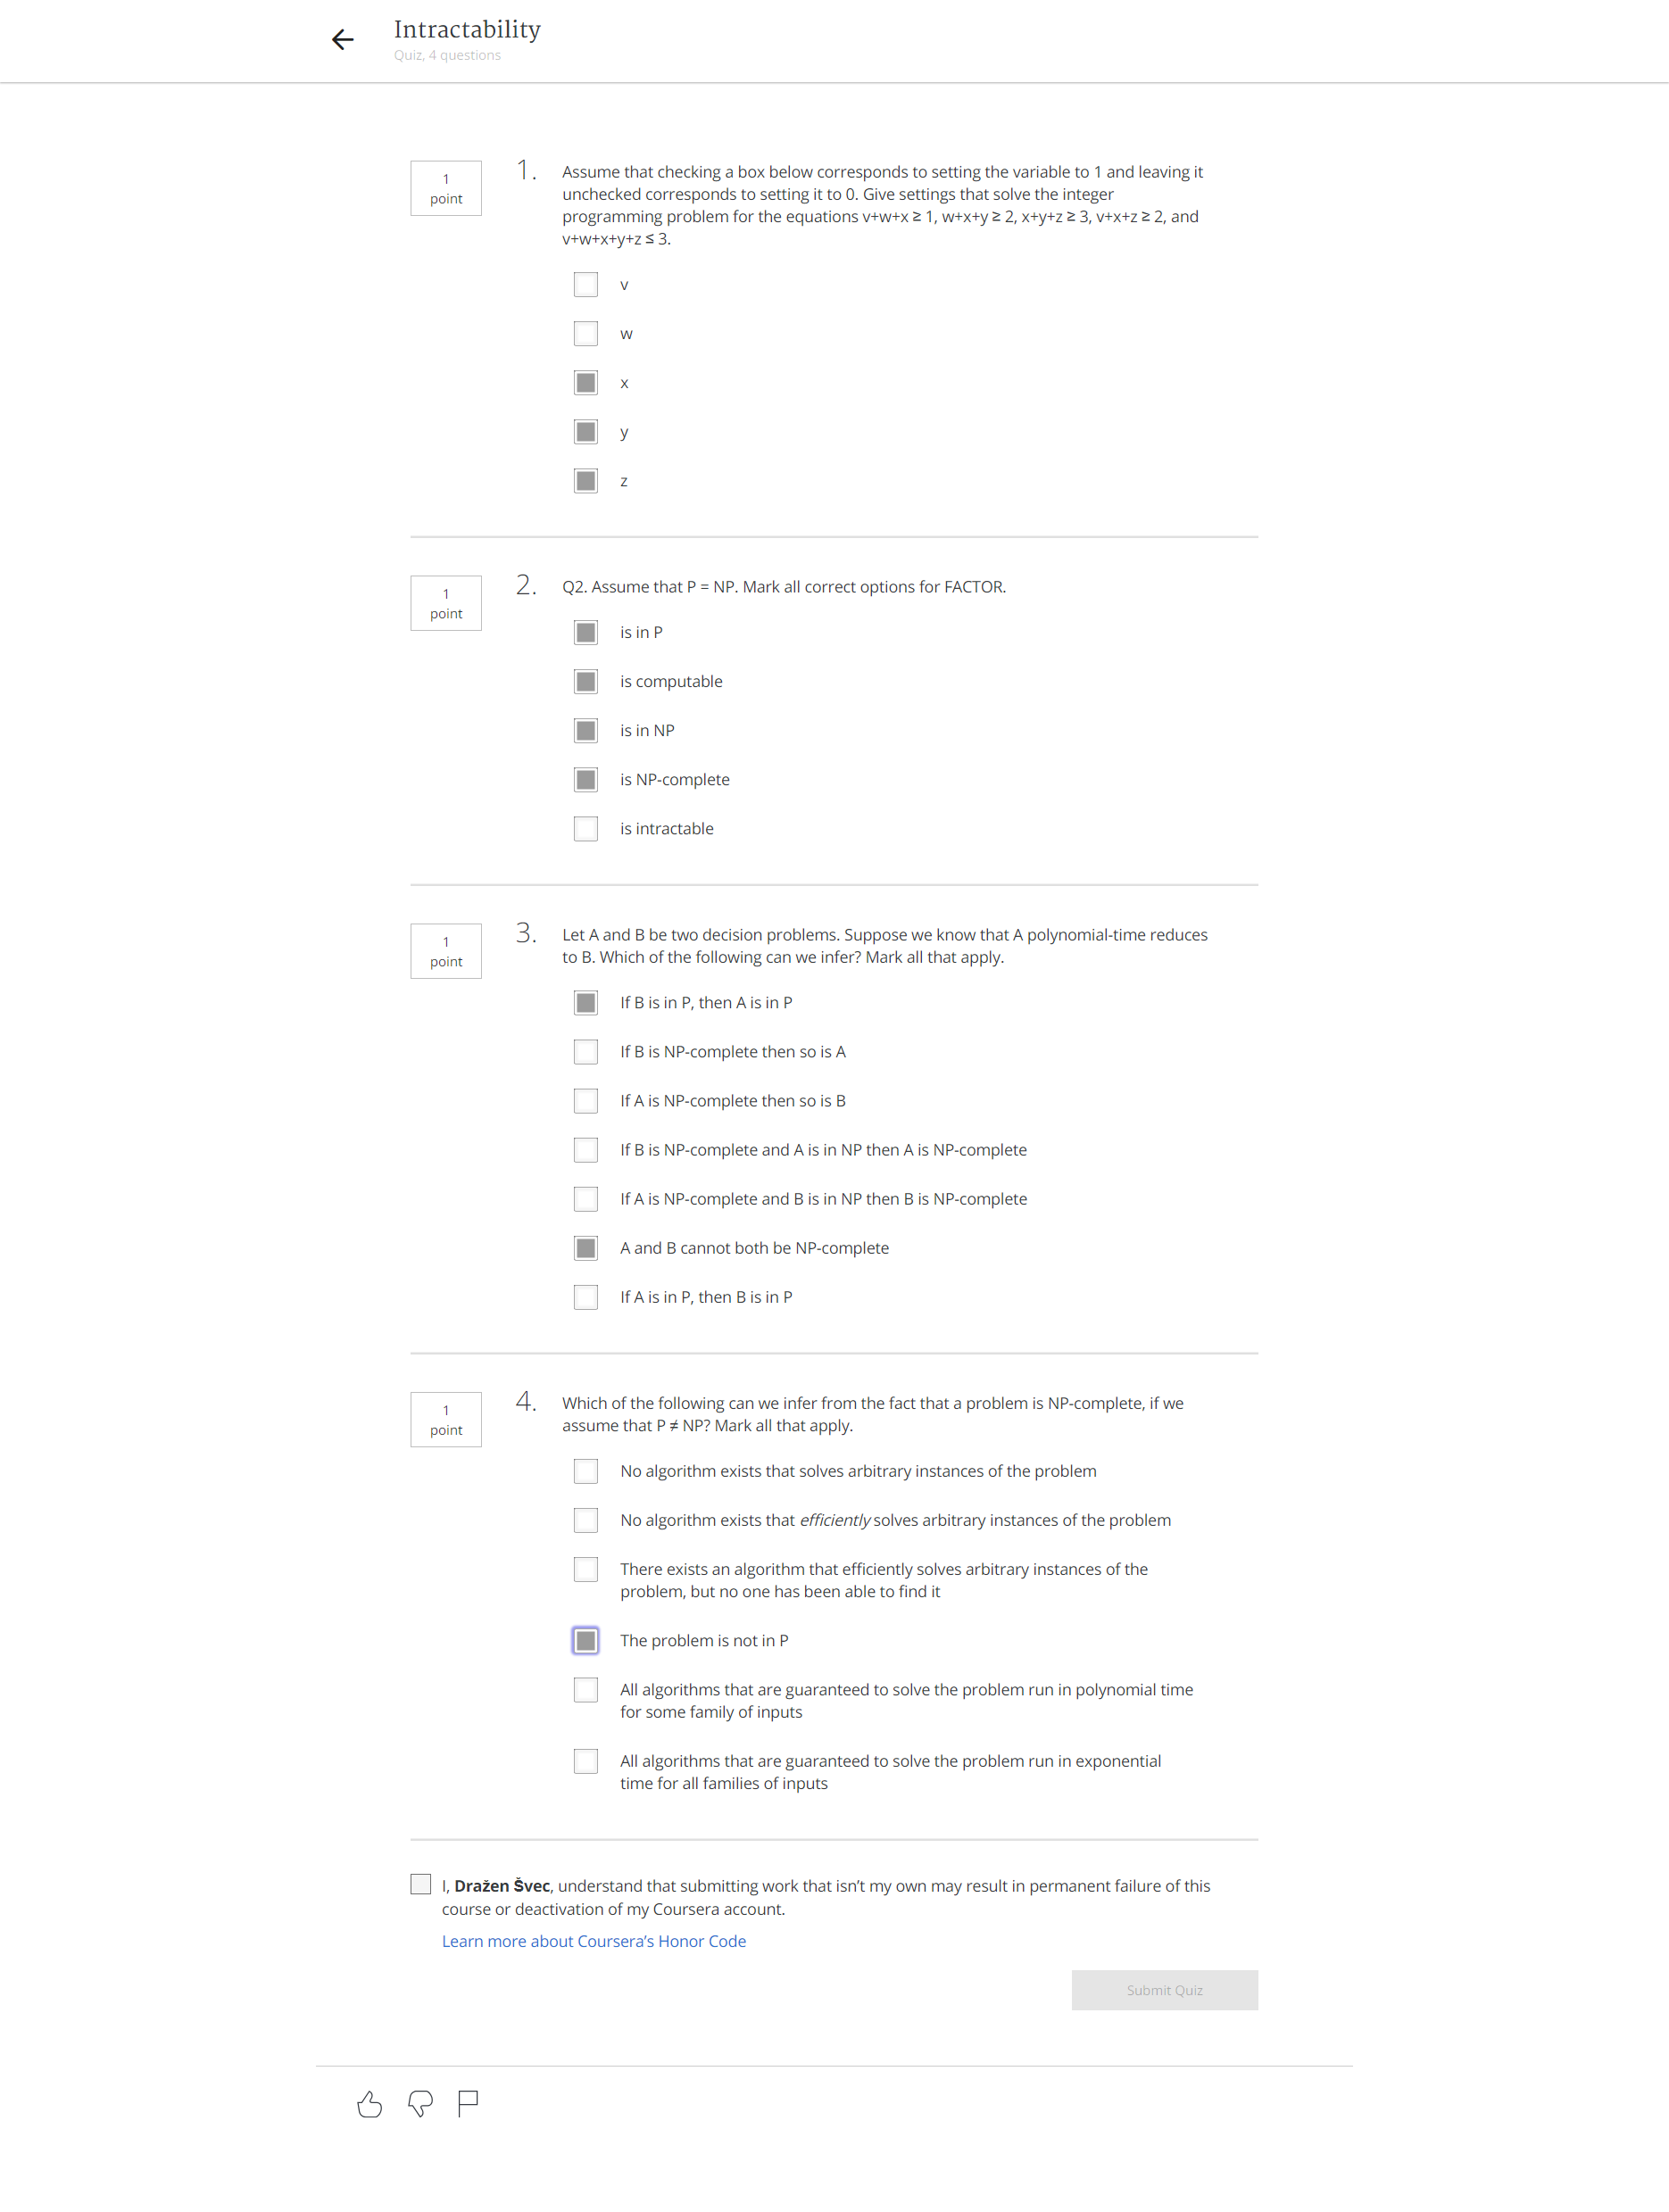 Intractability
Quiz, 4 questions
1
point
1.
Assume that checking a box below corresponds to setting the variable to 1 and leaving it
unchecked corresponds to setting it to 0. Give settings that solve the integer
programming problem for the equations v+w+x ≥ 1, w+x+y ≥ 2, x+y+z ≥ 3, v+x+z ≥ 2, and
v+w+x+y+z ≤ 3.
v
w
x
y
z
1
point
2.
Q2. Assume that P = NP. Mark all correct options for FACTOR.
is in P
is computable
is in NP
is NP-complete
is intractable
1
point
3.
Let A and B be two decision problems. Suppose we know that A polynomial-time reduces
to B. Which of the following can we infer? Mark all that apply.
If B is in P, then A is in P
If B is NP-complete then so is A
If A is NP-complete then so is B
If B is NP-complete and A is in NP then A is NP-complete
If A is NP-complete and B is in NP then B is NP-complete
A and B cannot both be NP-complete
If A is in P, then B is in P
1
point
4.
Which of the following can we infer from the fact that a problem is NP-complete, if we
assume that P ≠ NP? Mark all that apply.
No algorithm exists that solves arbitrary instances of the problem
No algorithm exists that efficiently solves arbitrary instances of the problem
There exists an algorithm that efficiently solves arbitrary instances of the
problem, but no one has been able to find it
The problem is not in P
All algorithms that are guaranteed to solve the problem run in polynomial time
for some family of inputs
All algorithms that are guaranteed to solve the problem run in exponential
time for all families of inputs
I, Dražen Švec, understand that submitting work that isn’t my own may result in permanent failure of this
course or deactivation of my Coursera account.
Learn more about Coursera’s Honor Code
Submit Quiz